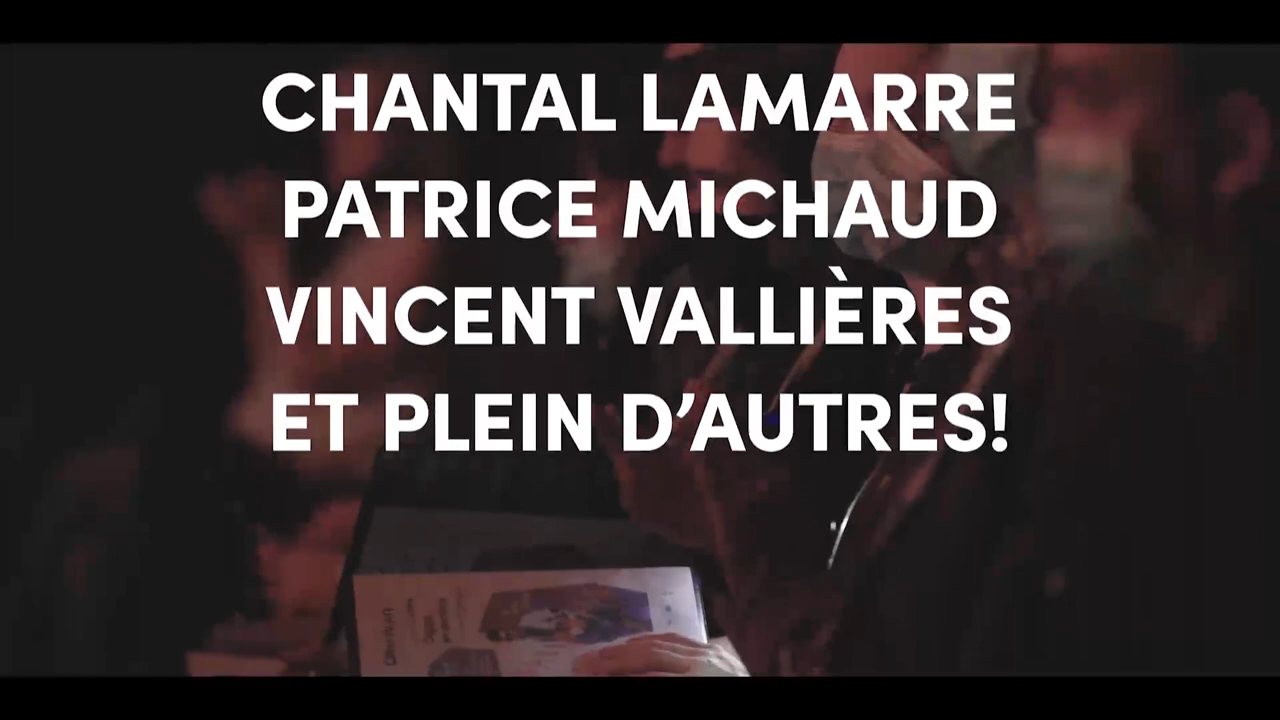 CHANTAL LAMARRE
PATRICE MICHAUD
VINCENT VALLIÈRES
ET PLEIN D’AUTRES!